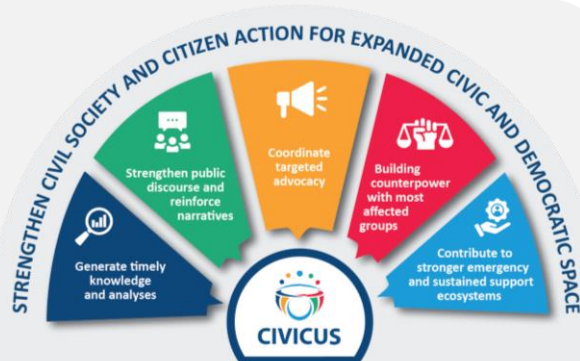 STRENGTHEN CIVIL SOCIETY AND CITIZEN ACTION FOR EXPANDED CIVIC AND DEMOCRATIC SPACE
Generate timely
knowledge
and analyses
Strengthen public
discourse and
reinforce
narratives
Coordinate
targeted
advocacy
Building
counterpower
with most
affected
groups
Contribute to
stronger emergency
and sustained support
ecosystems
CIVICUS